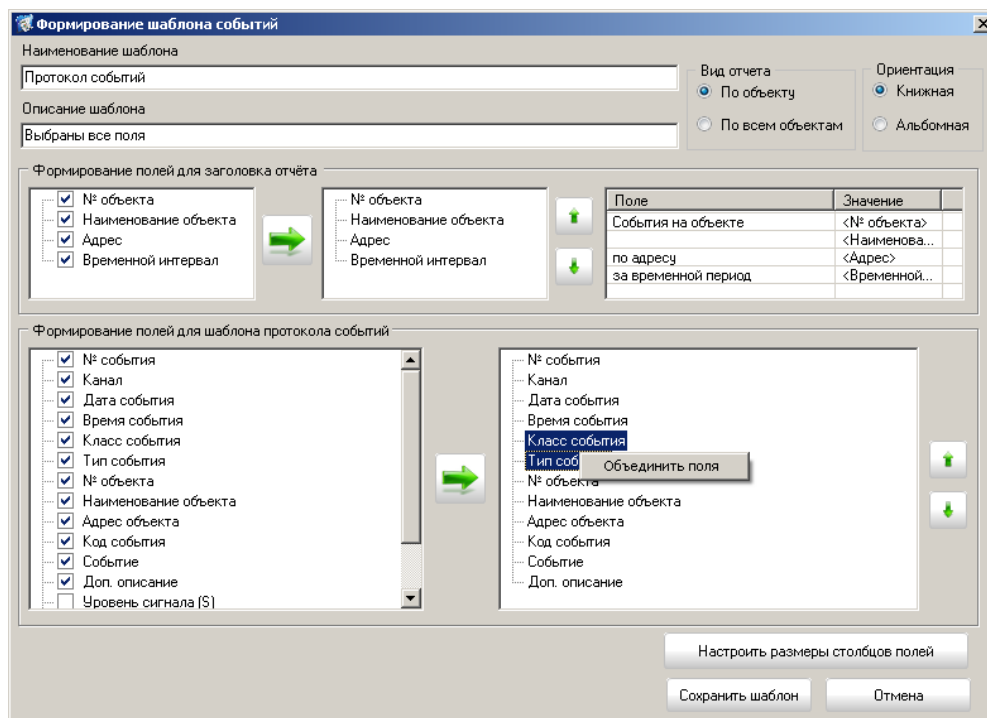 Формирование шаблона событий
Наименование шаблона
Протокол событий
Описание шаблона
Выбраны все поля
Вид отчета
По объекту
По всем объектам
Ориентация
Книжная
Альбомная
Формирование полей для заголовка отчёта
№ объекта
Наименование объекта
Адрес
Временной интервал
№ объекта
Наименование объекта
Адрес
Временной интервал
Поле Значение
События на объекте <№ объекта>
<Наименова...
по адресу <Адрес>
за временной период <Временной...
Формирование полей для шаблона протокола событий
№ события
Канал
Дата события
Время события
Класс события
Тип события
№ объекта
Наименование объекта
Адрес объекта
Код события
Событие
Доп. описание
Уровень сигнала (S)
№ события
Канал
Дата события
Время события
Класс события
Тип соб
Объединить поля
№ объекта
Наименование объекта
Адрес объекта
Код события
Событие
Доп. описание
Настроить размеры столбцов полей
Сохранить шаблон
Отмена